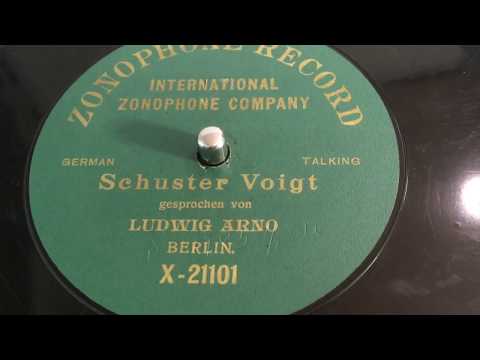 ZONOPHONE RECORD
INTERNATIONAL
ZONOPHONE COMPANY
GERMAN TALKING
Schuster Voigt
gesprochen von
LUDWIG ARNO
BERLIN.
X-21101